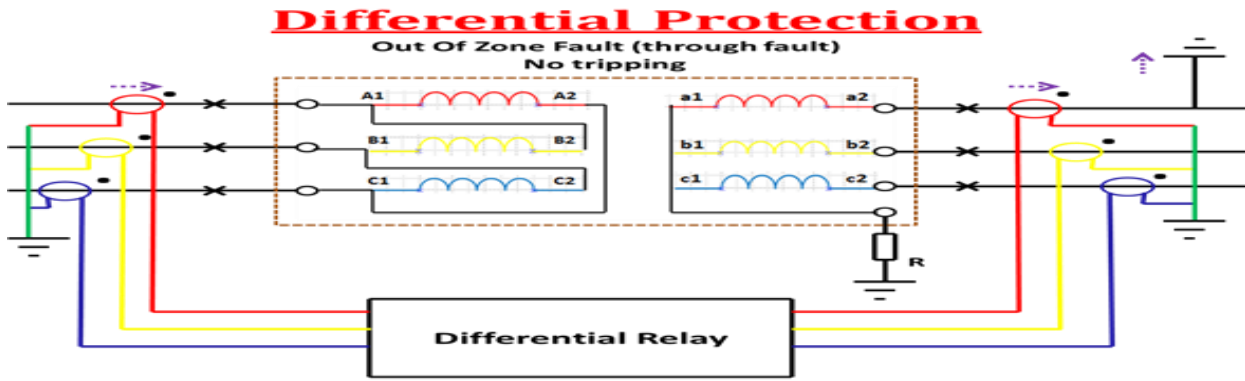 Differential Protection
Out Of Zone Fault (through fault)
No tripping
A1 A2 a1 a2
B1 B2 b1 b2
C1 C2 c1 c2
R
Differential Relay